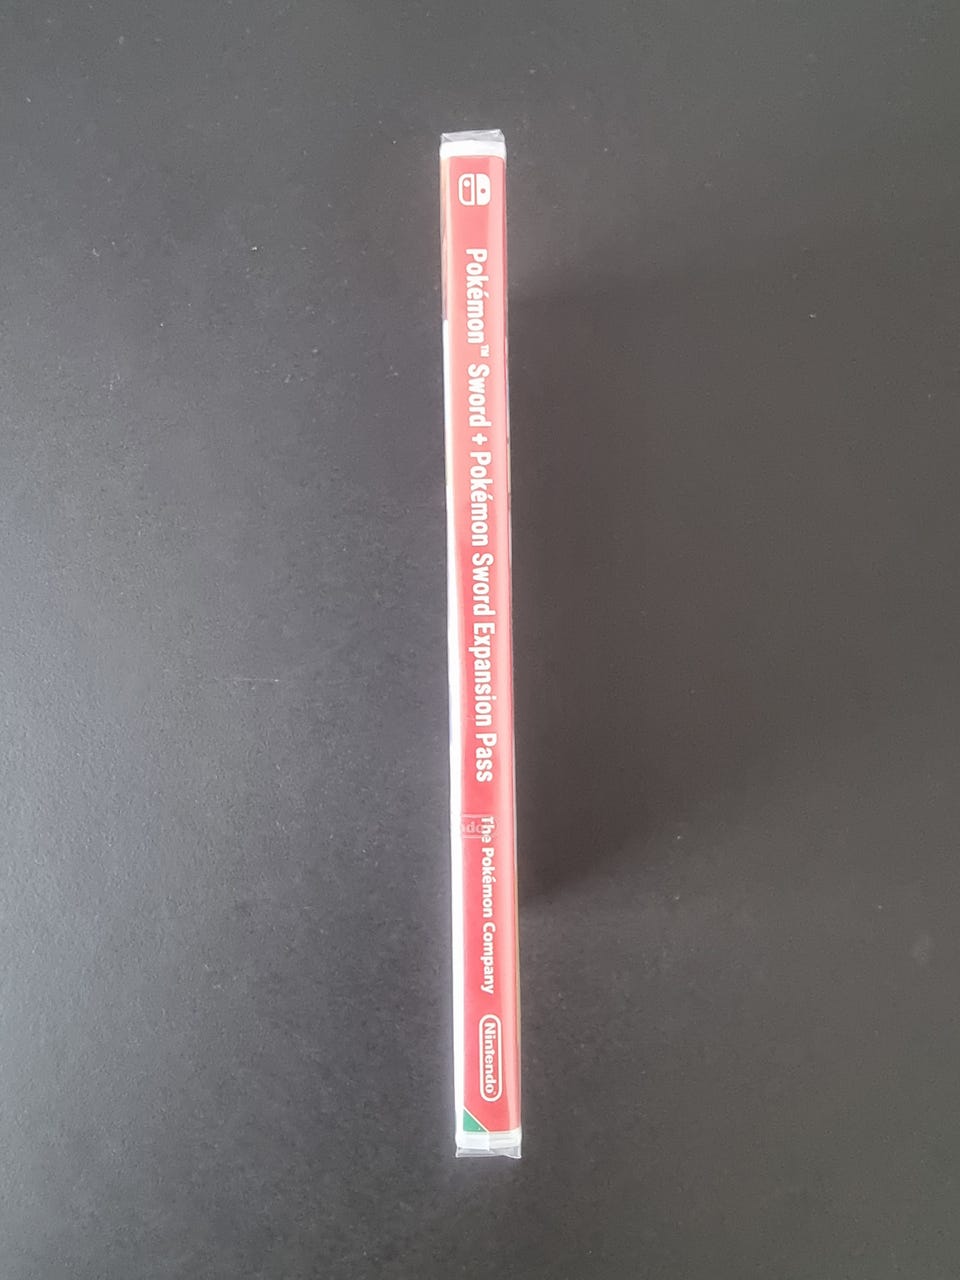 Pokémon™ Sword + Pokémon Sword Expansion Pass
The Pokémon Company
Nintendo